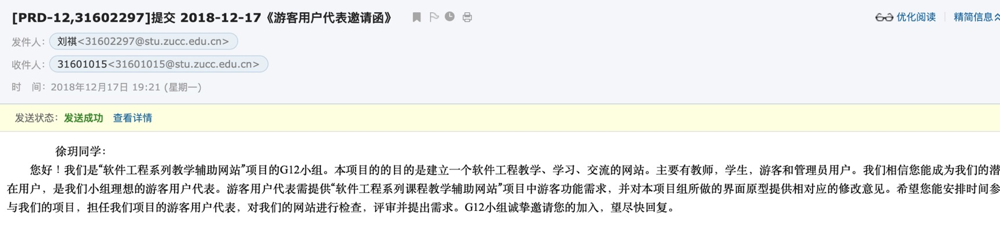 [PRD-12,31602297]提交 2018-12-17《游客用户代表邀请函》
优化阅读 精简信息
发件人: 刘祺<31602297@stu.zucc.edu.cn>
收件人: 31601015<31601015@stu.zucc.edu.cn>
时 间: 2018年12月17日 19:21 (星期一)
发送状态: 发送成功 查看详情
徐玥同学:
您好！我们是“软件工程系列教学辅助网站”项目的G12小组。本项目的的目的是建立一个软件工程教学、学习、交流的网站。主要有教师，学生，游客和管理员用户。我们相信您能成为我们的潜
在用户，是我们小组理想的游客用户代表。游客用户代表需提供“软件工程系列课程教学辅助网站”项目中游客功能需求，并对本项目组所做的界面原型提供相对应的修改意见。希望您能安排时间参
与我们的项目，担任我们项目的游客用户代表，对我们的网站进行检查，评审并提出需求。G12小组诚挚邀请您的加入，望尽快回复。